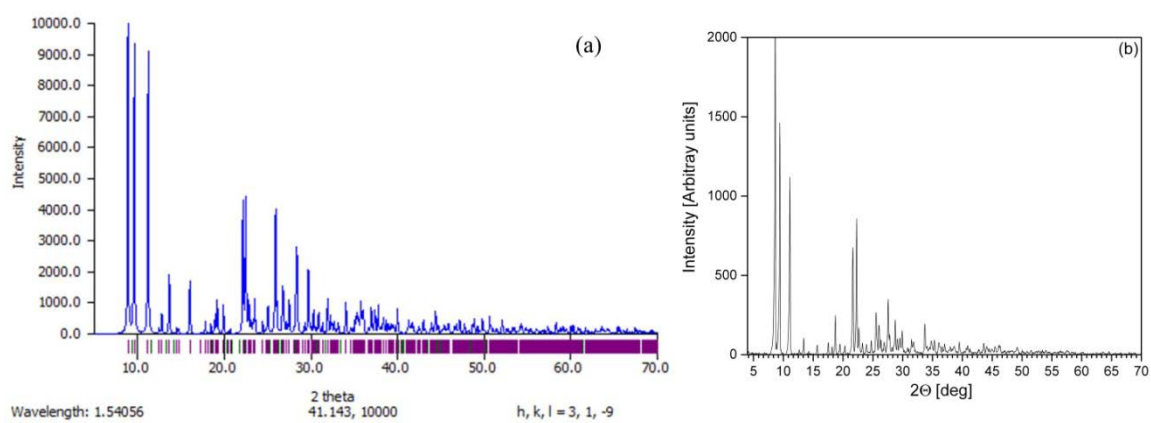 10000.0
9000.0
8000.0
7000.0
6000.0
5000.0
4000.0
3000.0
2000.0
1000.0
0.0
Intensity
(a)
10.0 20.0 30.0 40.0 50.0 60.0 70.0
2 theta
Wavelength: 1.54056 41.143, 10000 h, k, l = 3, 1, -9
2000
1500
1000
500
0
Intensity [Arbitray units]
(b)
5 10 15 20 25 30 35 40 45 50 55 60 65 70
2Θ [deg]